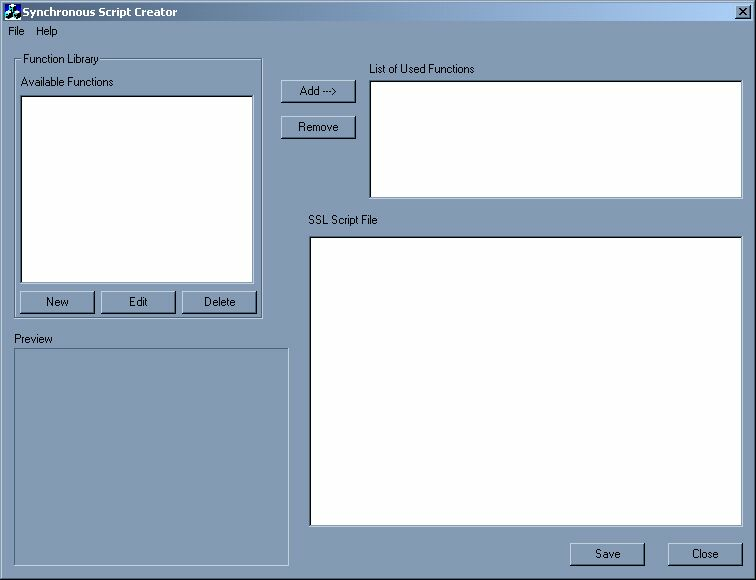 Synchronous Script Creator
File Help
Function Library
Available Functions
New Edit Delete
Preview
Add --->
Remove
List of Used Functions
SSL Script File
Save Close